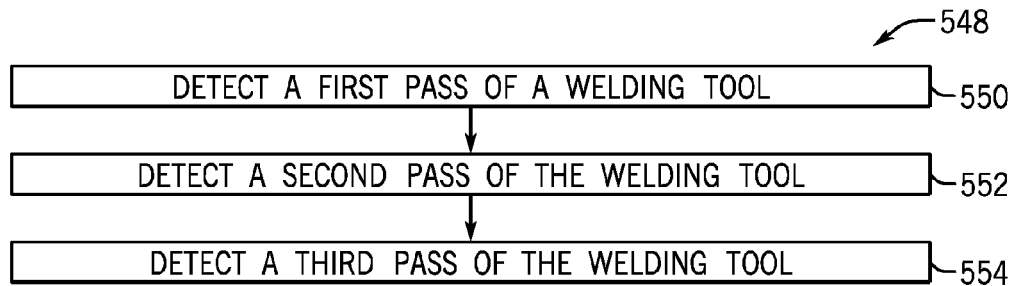 548
DETECT A FIRST PASS OF A WELDING TOOL
550
DETECT A SECOND PASS OF THE WELDING TOOL
552
DETECT A THIRD PASS OF THE WELDING TOOL
554